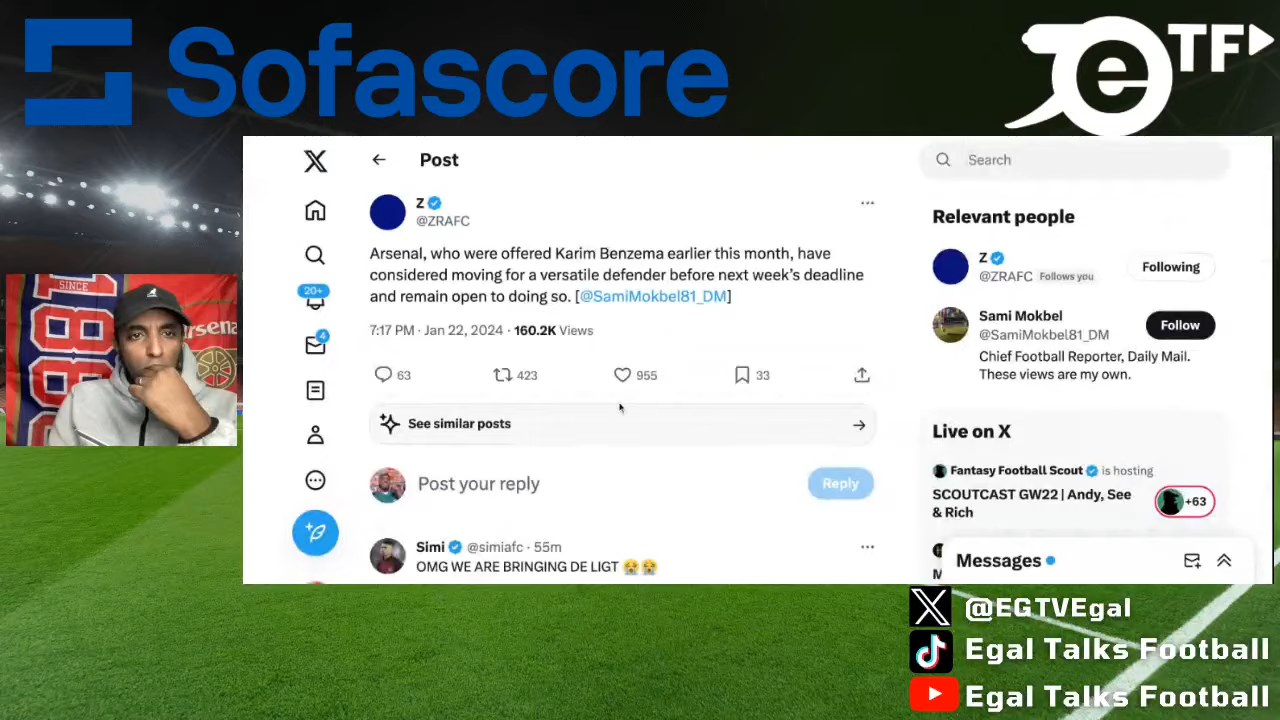 Sofascore
e TF
Post
Search
Z
@ZRAFC
Arsenal, who were offered Karim Benzema earlier this month, have
considered moving for a versatile defender before next week's deadline
and remain open to doing so. [@SamiMokbel81_DM]
7:17 PM · Jan 22, 2024 · 160.2K Views
63
423
955
33
See similar posts
Post your reply
Reply
Simi @simiafc · 55m
OMG WE ARE BRINGING DE LIGT 😭😭
20+
4
Relevant people
Z
@ZRAFC Follows you
Following
Sami Mokbel
@SamiMokbel81_DM
Follow
Chief Football Reporter, Daily Mail.
These views are my own.
Live on X
Fantasy Football Scout is hosting
SCOUTCAST GW22 | Andy, See
& Rich
+63
Messages
SINCE
1886
Arsenal
@EGTVEgal
Egal Talks Football
Egal Talks Football